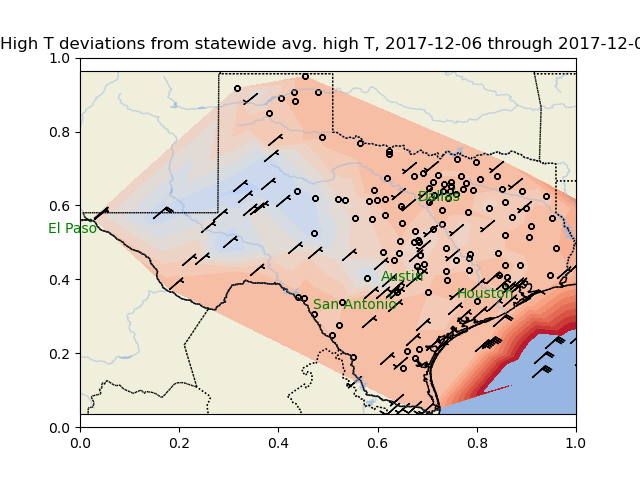 High T deviations from statewide avg. high T, 2017-12-06 through 2017-12-0
1.0
0.8
0.6
0.4
0.2
0.0
0.0 0.2 0.4 0.6 0.8 1.0
Dallas
El Paso
Austin
Houston
San Antonio